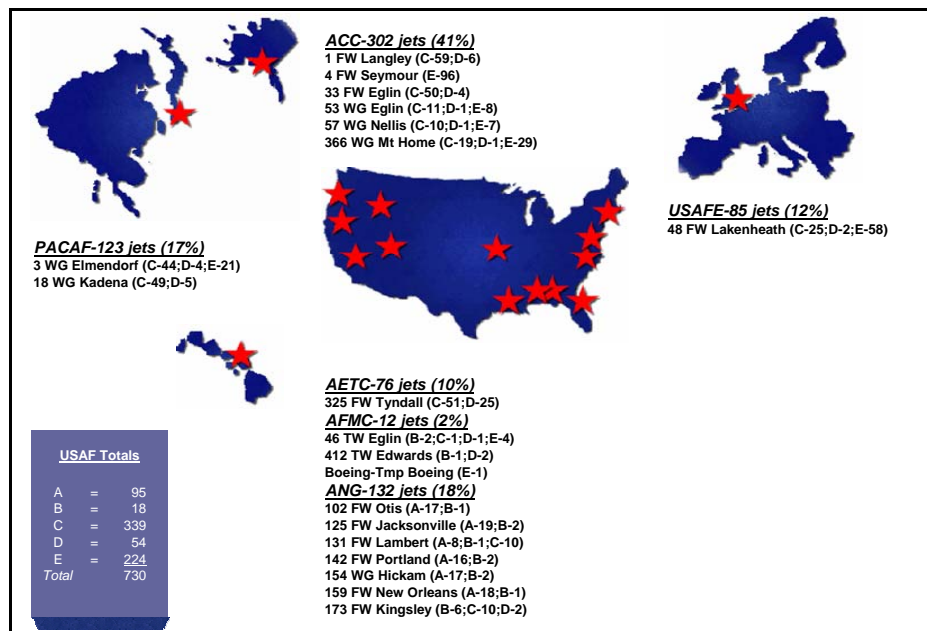 ACC-302 jets (41%)
1 FW Langley (C-59;D-6)
4 FW Seymour (E-96)
33 FW Eglin (C-50;D-4)
53 WG Eglin (C-11;D-1;E-8)
57 WG Nellis (C-10;D-1;E-7)
366 WG Mt Home (C-19;D-1;E-29)
USAFE-85 jets (12%)
48 FW Lakenheath (C-25;D-2;E-58)
PACAF-123 jets (17%)
3 WG Elmendorf (C-44;D-4;E-21)
18 WG Kadena (C-49;D-5)
AETC-76 jets (10%)
325 FW Tyndall (C-51;D-25)
AFMC-12 jets (2%)
46 TW Eglin (B-2;C-1;D-1;E-4)
412 TW Edwards (B-1;D-2)
Boeing-Tmp Boeing (E-1)
ANG-132 jets (18%)
102 FW Otis (A-17;B-1)
125 FW Jacksonville (A-19;B-2)
131 FW Lambert (A-8;B-1;C-10)
142 FW Portland (A-16;B-2)
154 WG Hickam (A-17;B-2)
159 FW New Orleans (A-18;B-1)
173 FW Kingsley (B-6;C-10;D-2)
USAF Totals
A = 95
B = 18
C = 339
D = 54
E = 224
Total 730